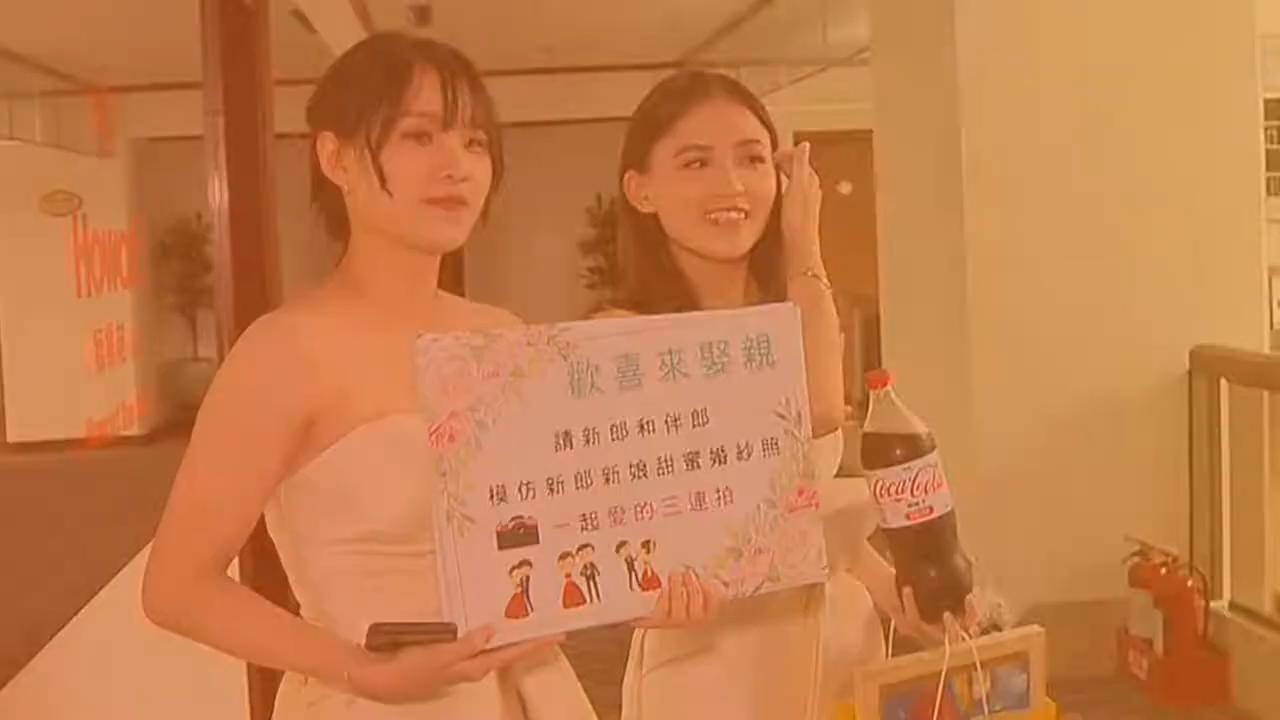 Howa
歡喜來娶親
請新郎和伴郎
模仿新郎新娘甜蜜婚紗照
一起愛的三連拍
Coca-Cola